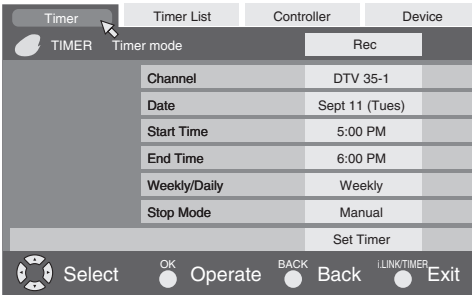 Timer Timer List Controller Device
TIMER Timer mode Rec
Channel DTV 35-1
Date Sept 11 (Tues)
Start Time 5:00 PM
End Time 6:00 PM
Weekly/Daily Weekly
Stop Mode Manual
Set Timer
Select OK Operate BACK Back i.LINK/TIMER Exit